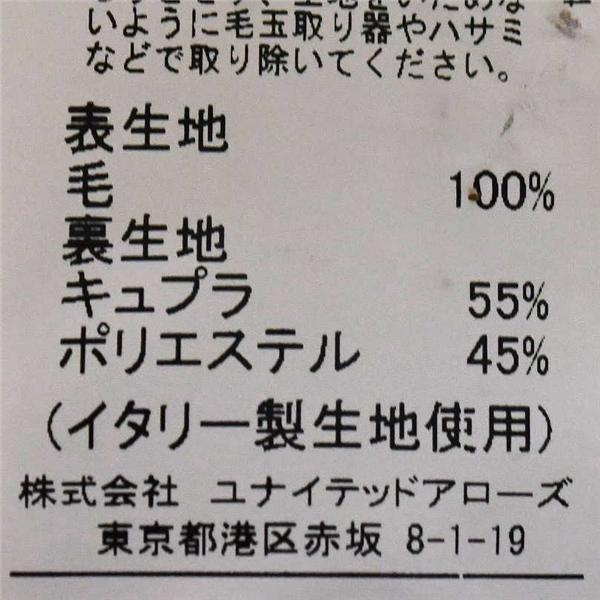 いように毛玉取り器やハサミ
などで取り除いてください。
表生地
毛 100%
裏生地
キュプラ 55%
ポリエステル 45%
(イタリー製生地使用)
株式会社 ユナイテッドアローズ
東京都港区赤坂 8-1-19